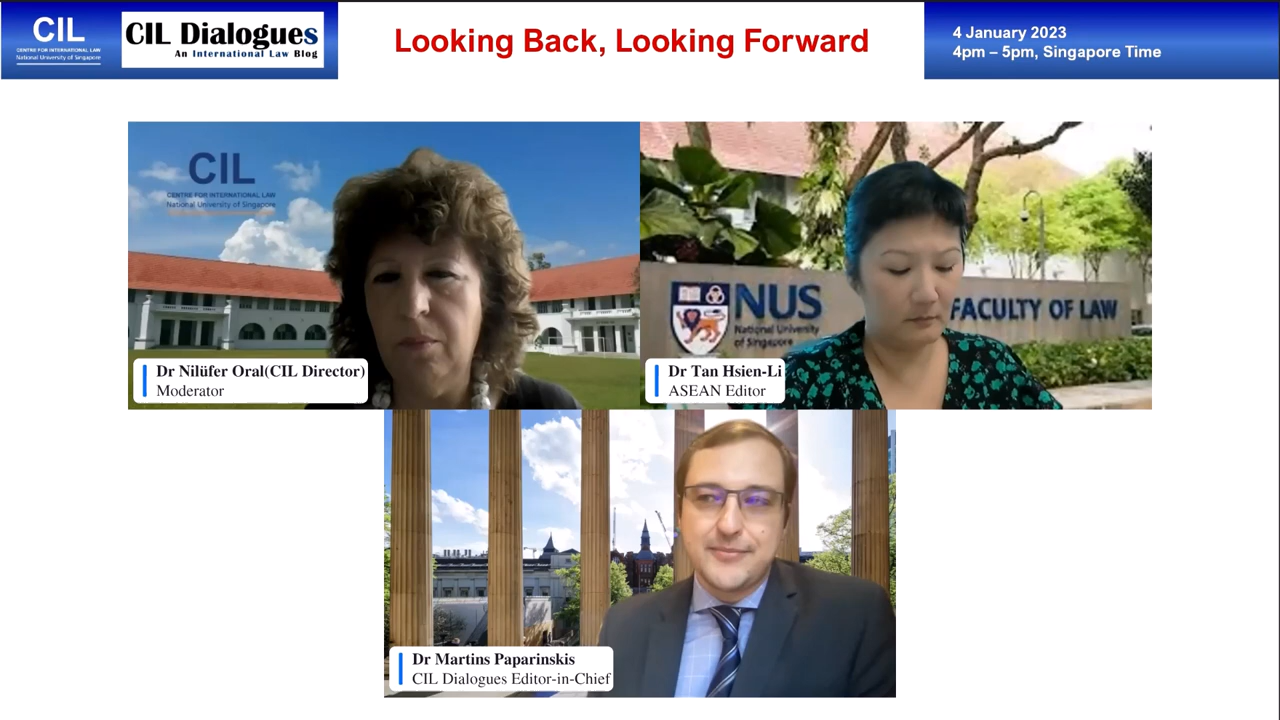 CIL
CENTRE FOR INTERNATIONAL LAW
National University of Singapore
CIL Dialogues
An International Law Blog
Looking Back, Looking Forward
4 January 2023
4pm – 5pm, Singapore Time
CIL
CENTRE FOR INTERNATIONAL LAW
National University of Singapore
Dr Nilüfer Oral(CIL Director)
Moderator
NUS
National University
of Singapore
FACULTY OF LAW
Dr Tan Hsien-Li
ASEAN Editor
Dr Martins Paparinskis
CIL Dialogues Editor-in-Chief